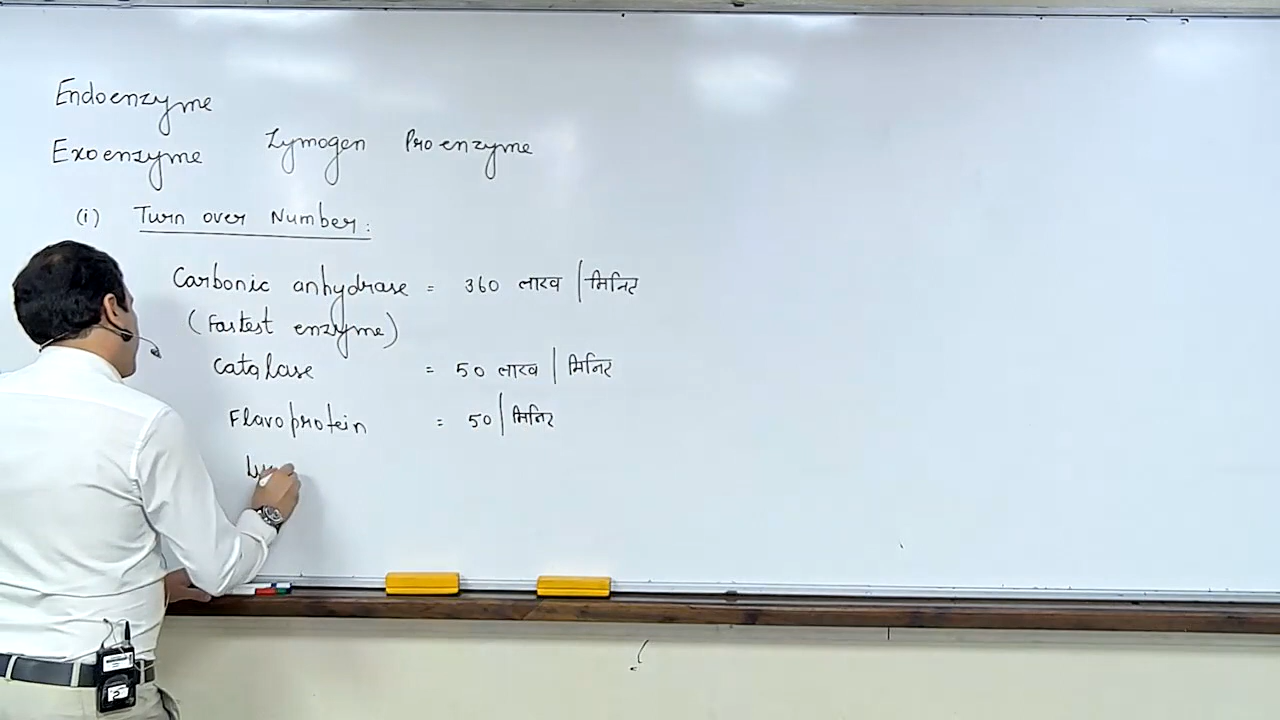 Endoenzyme
Exoenzyme Zymogen Proenzyme
(i) Turn over Number:
Carbonic anhydrase = 360 लाख / मिनिट
(Fastest enzyme)
Catalase = 50 लाख / मिनिट
Flavoprotein = 50 / मिनिट